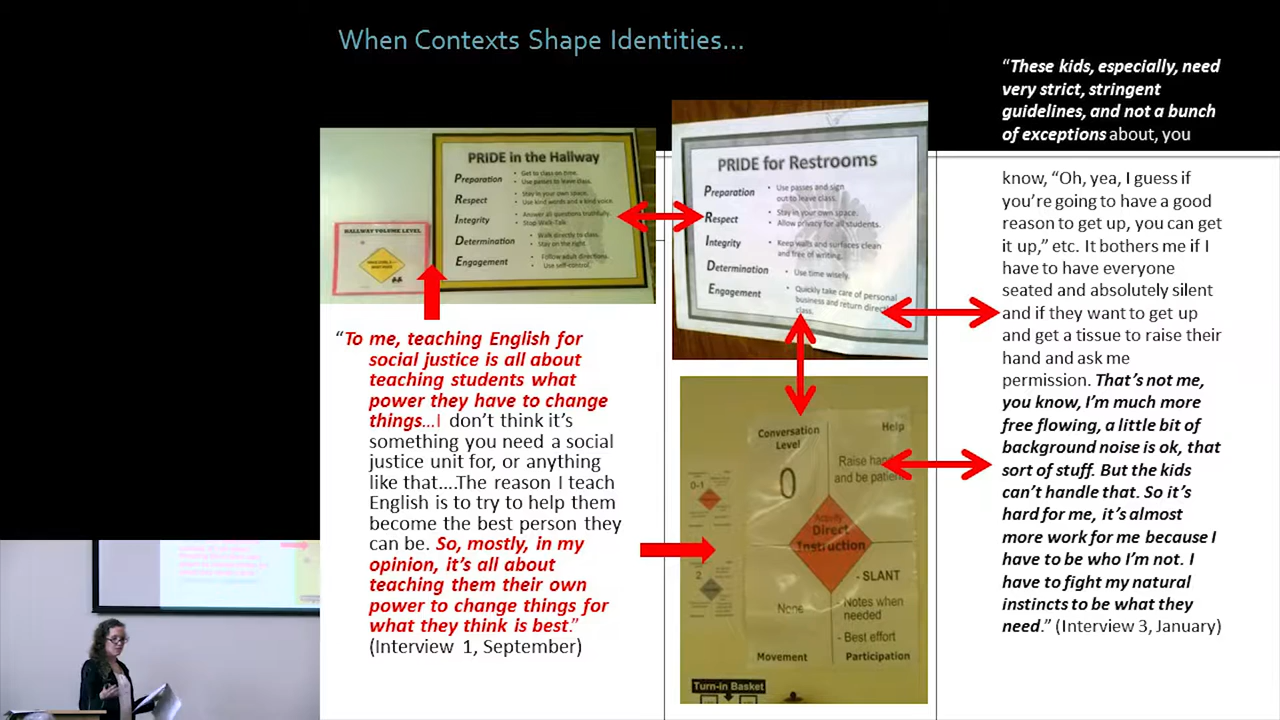 When Contexts Shape Identities...
PRIDE in the Hallway
Preparation
• Get to class on time.
• Use passes to leave class.
Respect
• Stay in your own space.
• Use kind words and a kind voice.
Integrity
• Answer all questions truthfully.
• Stop Walk-Talk
Determination
• Walk directly to class.
• Stay on the right.
Engagement
• Follow adult directions.
• Use self-control.
HALLWAY VOLUME LEVEL
PRIDE for Restrooms
Preparation
• Use passes and sign
out to leave class.
Respect
• Stay in your own space.
• Allow privacy for all students.
Integrity
• Keep walls and surfaces clean
and free of writing.
Determination
• Use time wisely.
Engagement
• Quickly take care of personal
business and return
class.
“To me, teaching English for
social justice is all about
teaching students what
power they have to change
things...I don’t think it’s
something you need a social
justice unit for, or anything
like that....The reason I teach
English is to try to help them
become the best person they
can be. So, mostly, in my
opinion, it’s all about
teaching them their own
power to change things for
what they think is best.”
(Interview 1, September)
Conversation
Level
0
Help
Raise
and be
0-1
2
Activity
Direct
Instruction
None
- SLANT
- Notes when
needed
- Best effort
Movement
Participation
Turn-in Basket
“These kids, especially, need
very strict, stringent
guidelines, and not a bunch
of exceptions about, you
know, “Oh, yea, I guess if
you’re going to have a good
reason to get up, you can get
it up,” etc. It bothers me if I
have to have everyone
seated and absolutely silent
and if they want to get up
and get a tissue to raise their
hand and ask me
permission. That’s not me,
you know, I’m much more
free flowing, a little bit of
background noise is ok, that
sort of stuff. But the kids
can’t handle that. So it’s
hard for me, it’s almost
more work for me because I
have to be who I’m not. I
have to fight my natural
instincts to be what they
need.” (Interview 3, January)